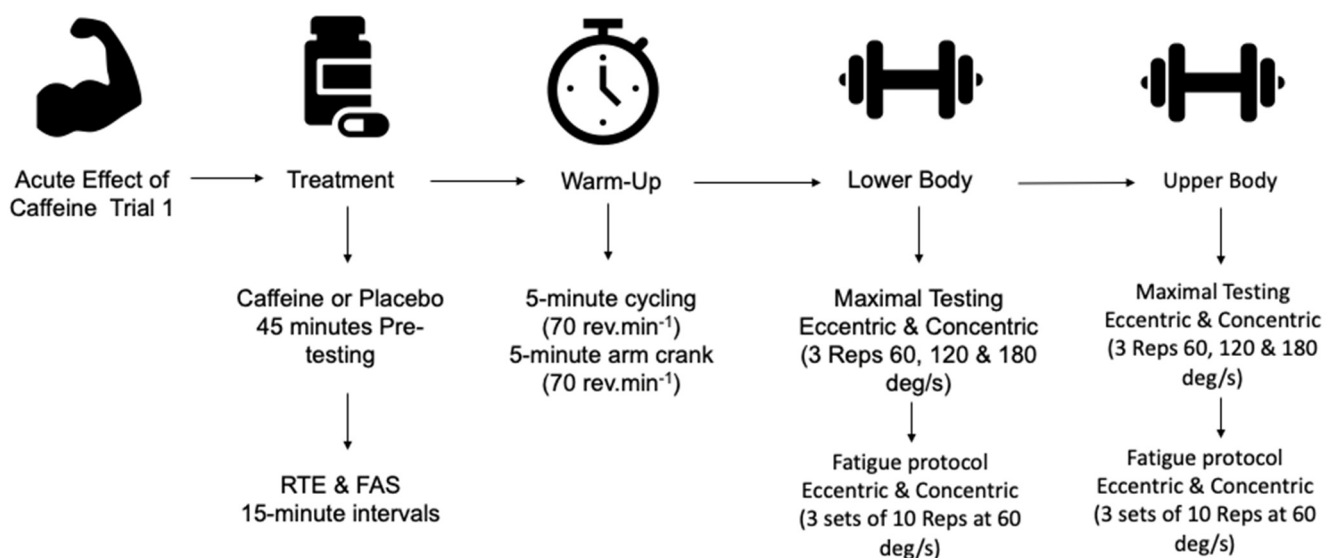 Acute Effect of
Caffeine Trial 1
Treatment
Warm-Up
Lower Body
Upper Body
Caffeine or Placebo
45 minutes Pre-
testing
RTE & FAS
15-minute intervals
5-minute cycling
(70 rev.min⁻¹)
5-minute arm crank
(70 rev.min⁻¹)
Maximal Testing
Eccentric & Concentric
(3 Reps 60, 120 & 180
deg/s)
Fatigue protocol
Eccentric & Concentric
(3 sets of 10 Reps at 60
deg/s)
Maximal Testing
Eccentric & Concentric
(3 Reps 60, 120 & 180
deg/s)
Fatigue protocol
Eccentric & Concentric
(3 sets of 10 Reps at 60
deg/s)